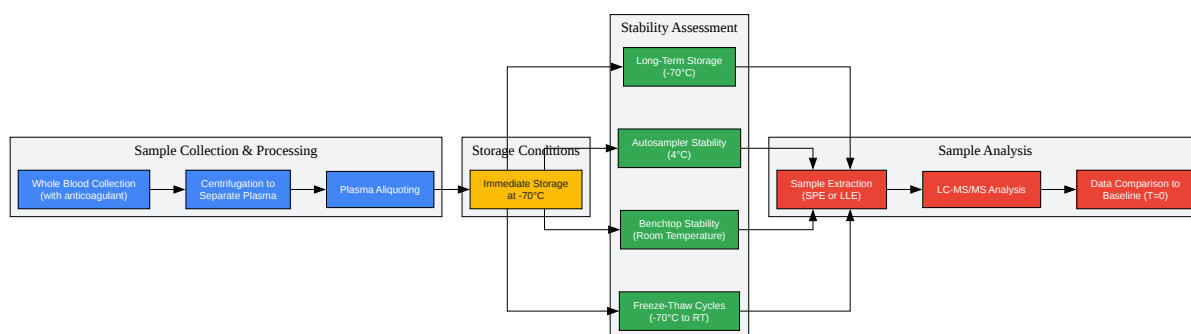 Sample Collection & Processing
Whole Blood Collection
(with anticoagulant)
Centrifugation to
Separate Plasma
Plasma Aliquoting
Storage Conditions
Immediate Storage
at -70°C
Stability Assessment
Long-Term Storage
(-70°C)
Autosampler Stability
(4°C)
Benchtop Stability
(Room Temperature)
Freeze-Thaw Cycles
(-70°C to RT)
Sample Analysis
Sample Extraction
(SPE or LLE)
LC-MS/MS Analysis
Data Comparison to
Baseline (T=0)